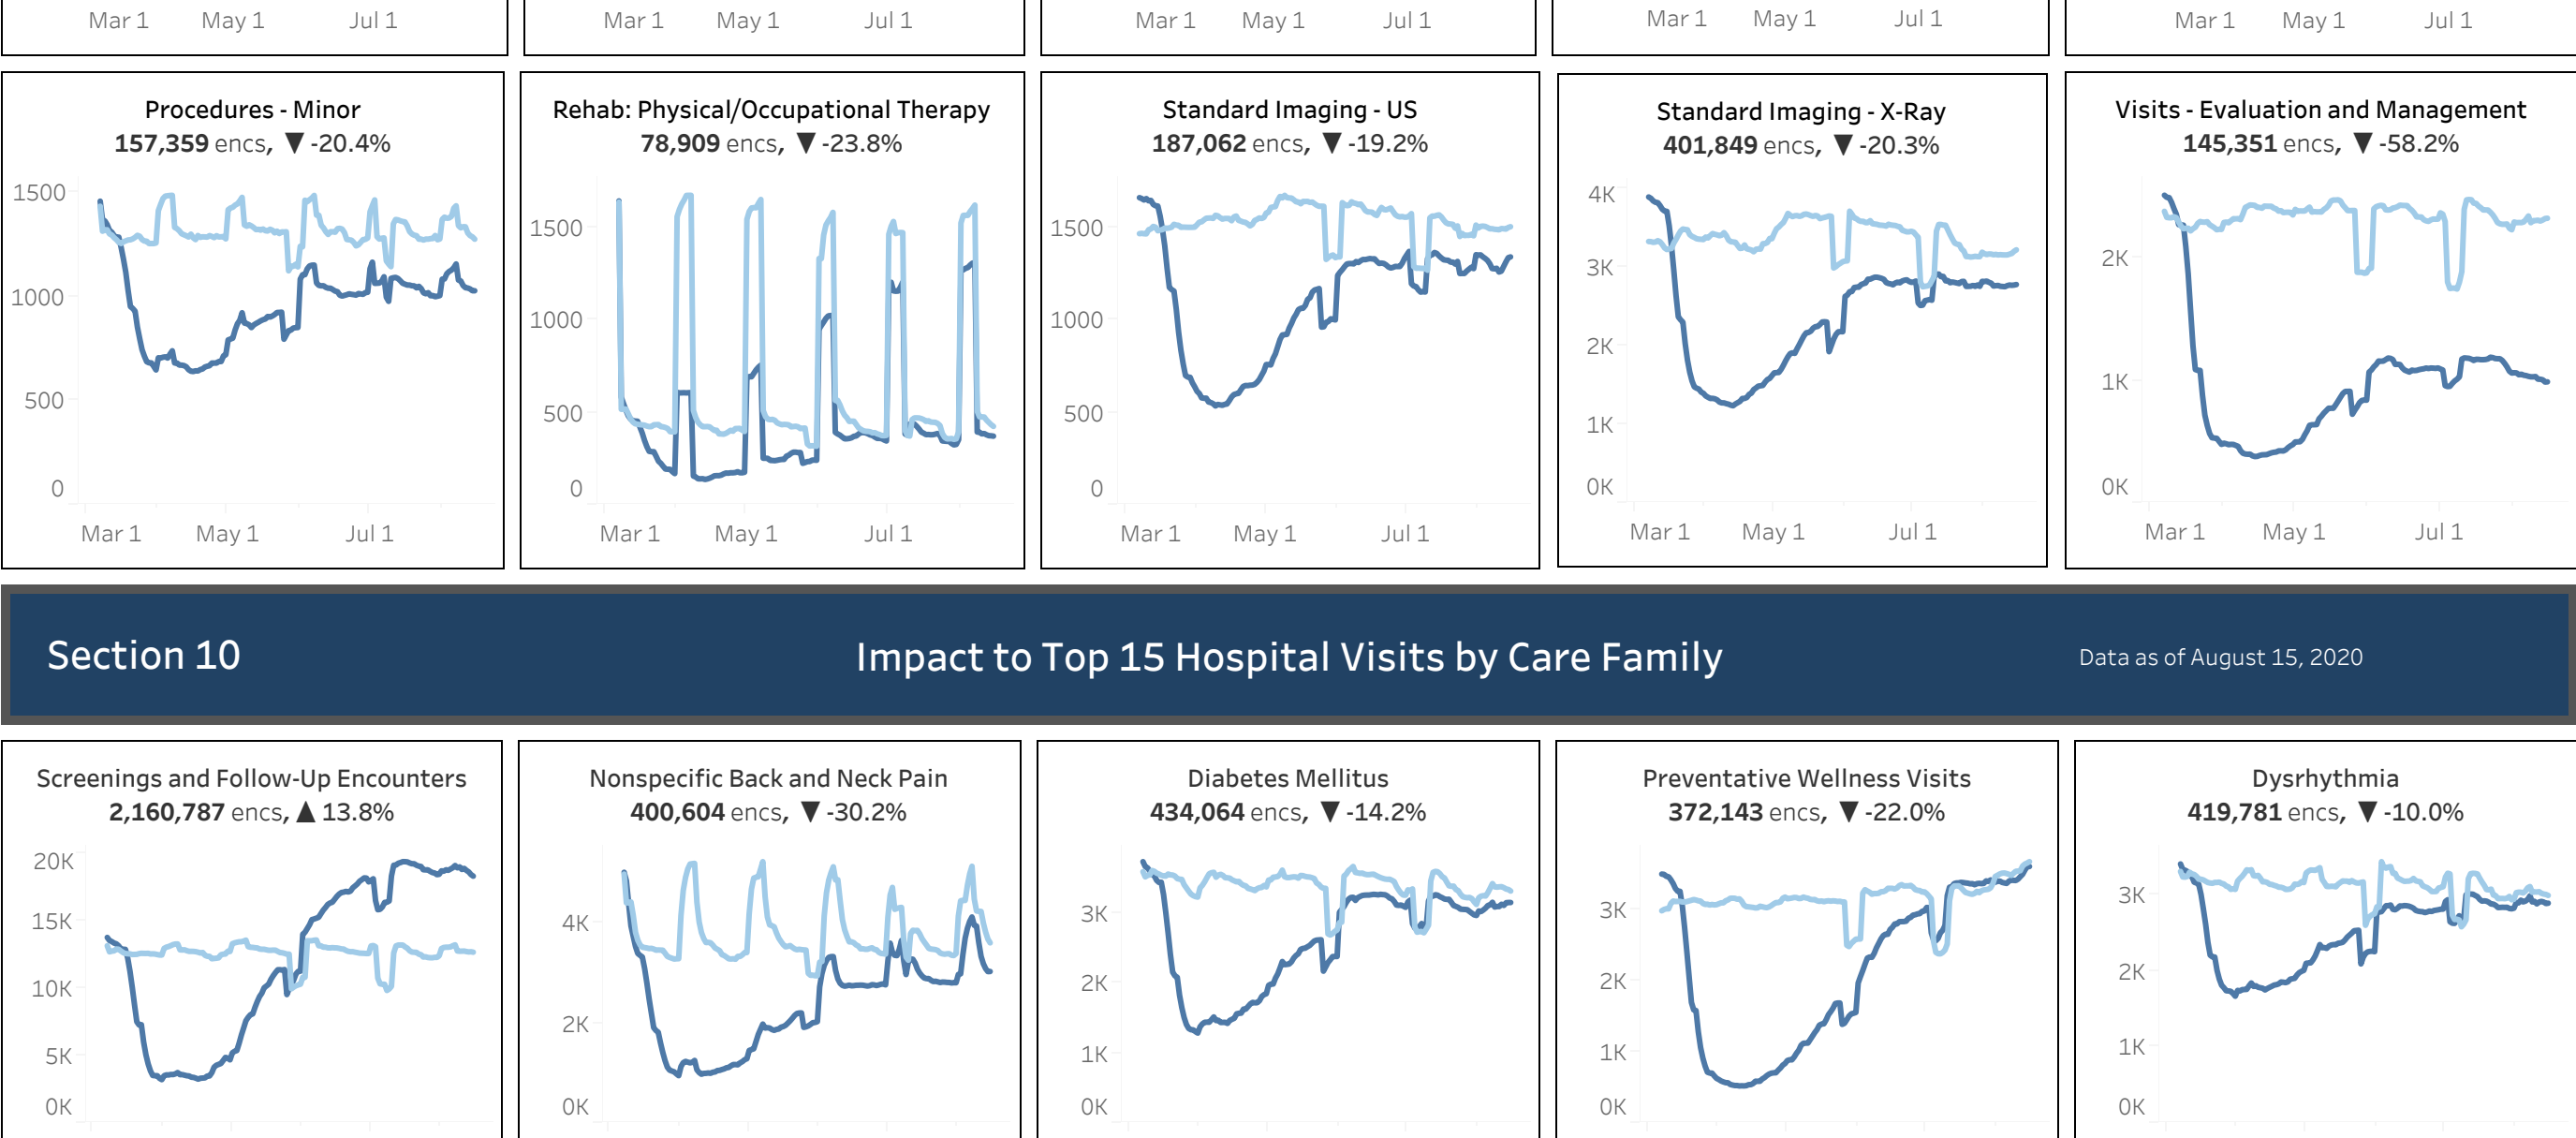 Mar 1 May 1 Jul 1
Mar 1 May 1 Jul 1
Mar 1 May 1 Jul 1
Mar 1 May 1 Jul 1
Mar 1 May 1 Jul 1
Procedures - Minor
157,359 encs, ▼ -20.4%
1500
1000
500
0
Mar 1 May 1 Jul 1
Rehab: Physical/Occupational Therapy
78,909 encs, ▼ -23.8%
1500
1000
500
0
Mar 1 May 1 Jul 1
Standard Imaging - US
187,062 encs, ▼ -19.2%
1500
1000
500
0
Mar 1 May 1 Jul 1
Standard Imaging - X-Ray
401,849 encs, ▼ -20.3%
4K
3K
2K
1K
0K
Mar 1 May 1 Jul 1
Visits - Evaluation and Management
145,351 encs, ▼ -58.2%
2K
1K
0K
Mar 1 May 1 Jul 1
Section 10
Impact to Top 15 Hospital Visits by Care Family
Data as of August 15, 2020
Screenings and Follow-Up Encounters
2,160,787 encs, ▲ 13.8%
20K
15K
10K
5K
0K
Nonspecific Back and Neck Pain
400,604 encs, ▼ -30.2%
4K
2K
0K
Diabetes Mellitus
434,064 encs, ▼ -14.2%
3K
2K
1K
0K
Preventative Wellness Visits
372,143 encs, ▼ -22.0%
3K
2K
1K
0K
Dysrhythmia
419,781 encs, ▼ -10.0%
3K
2K
1K
0K